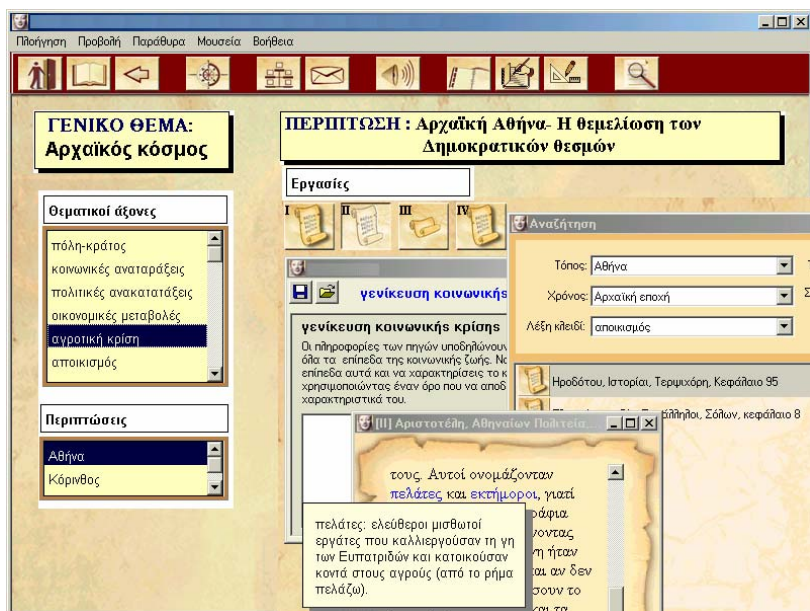 Πλοήγηση Προβολή Παράθυρα Μουσεία Βοήθεια
ΓΕΝΙΚΟ ΘΕΜΑ:
Αρχαϊκός κόσμος
ΠΕΡΙΠΤΩΣΗ : Αρχαϊκή Αθήνα- Η θεμελίωση των
Δημοκρατικών θεσμών
Εργασίες
I II III IV
Θεματικοί άξονες
πόλη-κράτος
κοινωνικές αναταράξεις
πολιτικές ανακατατάξεις
οικονομικές μεταβολές
αγροτική κρίση
αποικισμός
Περιπτώσεις
Αθήνα
Κόρινθος
γενίκευση κοινωνικής
γενίκευση κοινωνικής κρίσης
Οι πληροφορίες των πηγών υποδηλώνουν
όλα τα επίπεδα της κοινωνικής ζωής. Να
επίπεδα αυτά και να χαρακτηρίσεις το κ
χρησιμοποιώντας έναν όρο που να αποδ
χαρακτηριστικά του.
Αναζήτηση
Τόπος: Αθήνα
Χρόνος: Αρχαϊκή εποχή
Λέξη κλειδί: αποικισμός
Ηροδότου, Ιστορίαι, Τερψιχόρη, Κεφάλαιο 95
Σόλων, κεφάλαιο 8
[II] Αριστοτέλη, Αθηναίων Πολιτεία,
τους. Αυτοί ονομάζονταν
πελάτες και εκτήμοροι, γιατί
πελάτες: ελεύθεροι μισθωτοί
εργάτες που καλλιεργούσαν τη γη
των Ευπατριδών και κατοικούσαν
κοντά στους αγρούς (από το ρήμα
πελάζω).